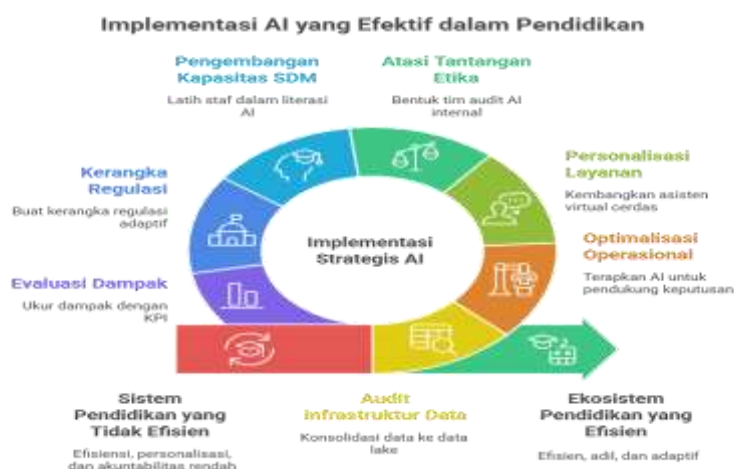 Implementasi AI yang Efektif dalam Pendidikan
Pengembangan
Kapasitas SDM
Latih staf dalam literasi
AI
Atasi Tantangan
Etika
Bentuk tim audit AI
internal
Kerangka
Regulasi
Buat kerangka regulasi
adaptif
Personalisasi
Layanan
Kembangkan asisten
virtual cerdas
Implementasi
Strategis AI
Optimalisasi
Operasional
Terapkan AI untuk
pendukung keputusan
Evaluasi Dampak
Ukur dampak dengan
KPI
Sistem
Pendidikan yang
Tidak Efisien
Efisiensi, personalisasi,
dan akuntabilitas rendah
Audit
Infrastruktur Data
Konsolidasi data ke data
lake
Ekosistem
Pendidikan yang
Efisien
Efisien, adil, dan adaptif